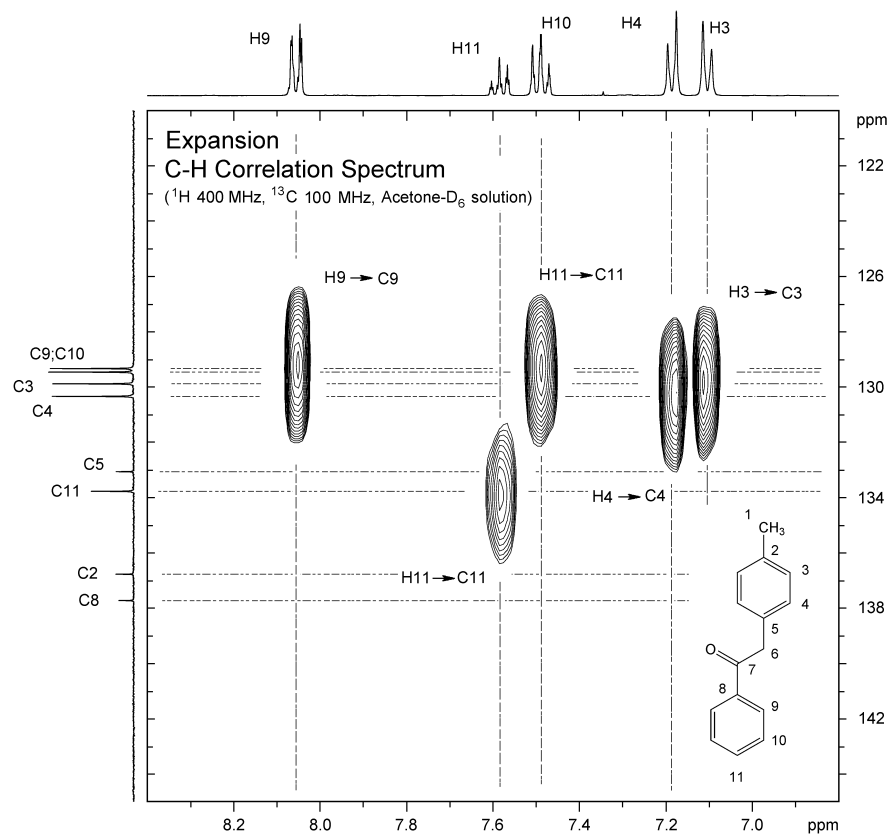 H9
H11
H10
H4
H3
ppm
Expansion
C-H Correlation Spectrum
(¹H 400 MHz, ¹³C 100 MHz, Acetone-D₆ solution)
122
126
130
134
138
142
H9 → C9
H11 → C11
H3 → C3
C9;C10
C3
C4
C5
C11
C2
C8
H4 → C4
H11 → C11
1
CH₃
2
3
4
5
O
6
7
8
9
10
11
8.2
8.0
7.8
7.6
7.4
7.2
7.0
ppm